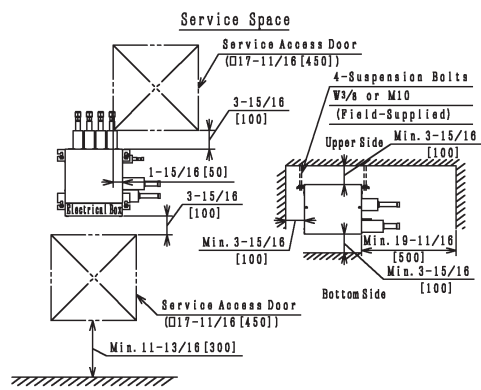 Service Space
Service Access Door
(□17-11/16 [450])
4-Suspension Bolts
W3/8 or M10
(Field-Supplied)
3-15/16
[100]
Upper Side
Min. 3-15/16
[100]
1-15/16 [50]
3-15/16
[100]
Electrical Box
Min. 3-15/16
[100]
Min. 19-11/16
[500]
Min. 3-15/16
[100]
Bottom Side
Service Access Door
(□17-11/16 [450])
Min. 11-13/16 [300]